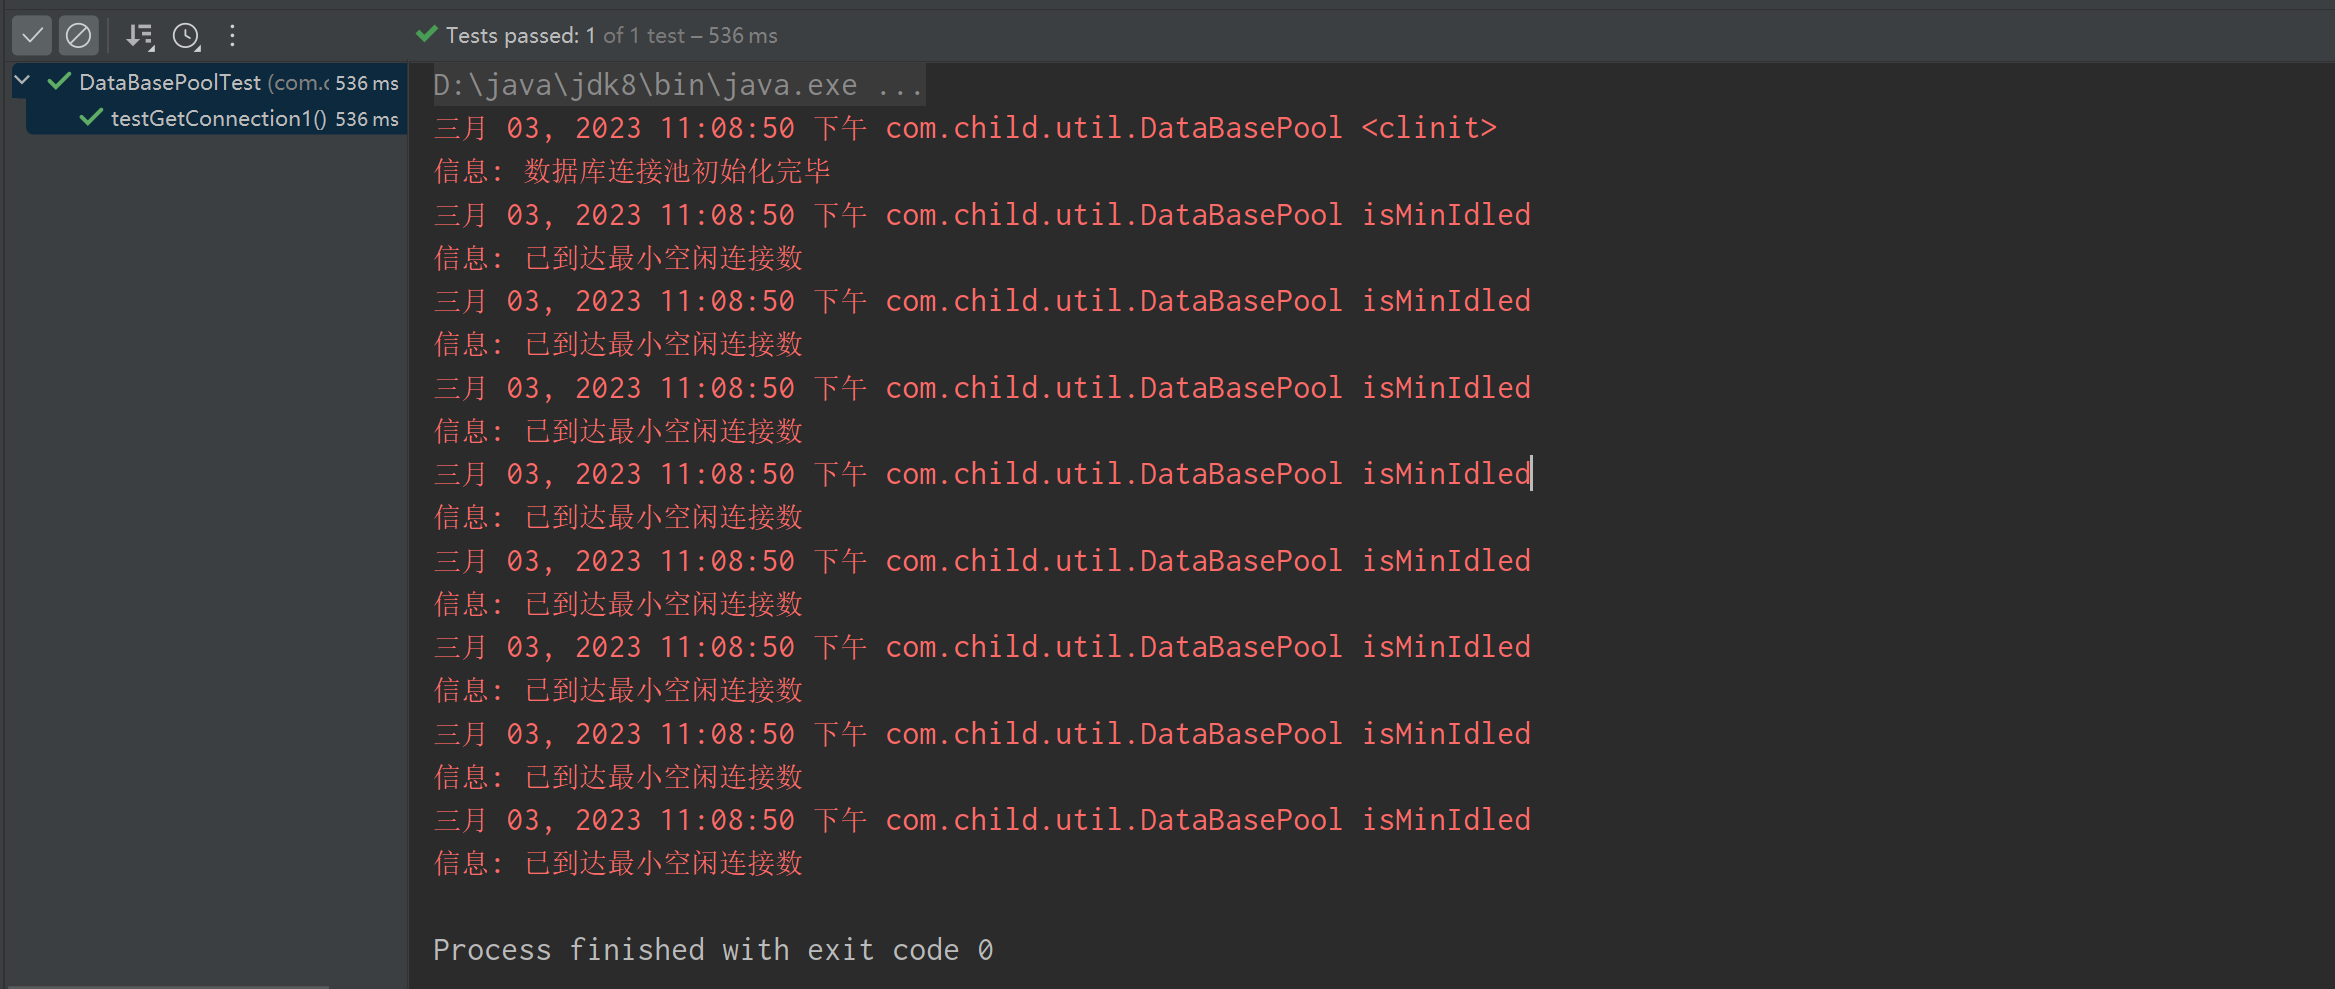 Tests passed: 1 of 1 test – 536 ms
DataBasePoolTest (com.c 536 ms
testGetConnection1() 536 ms
D:\java\jdk8\bin\java.exe ...
三月 03, 2023 11:08:50 下午 com.child.util.DataBasePool <clinit>
信息: 数据库连接池初始化完毕
三月 03, 2023 11:08:50 下午 com.child.util.DataBasePool isMinIdled
信息: 已到达最小空闲连接数
三月 03, 2023 11:08:50 下午 com.child.util.DataBasePool isMinIdled
信息: 已到达最小空闲连接数
三月 03, 2023 11:08:50 下午 com.child.util.DataBasePool isMinIdled
信息: 已到达最小空闲连接数
三月 03, 2023 11:08:50 下午 com.child.util.DataBasePool isMinIdled
信息: 已到达最小空闲连接数
三月 03, 2023 11:08:50 下午 com.child.util.DataBasePool isMinIdled
信息: 已到达最小空闲连接数
三月 03, 2023 11:08:50 下午 com.child.util.DataBasePool isMinIdled
信息: 已到达最小空闲连接数
三月 03, 2023 11:08:50 下午 com.child.util.DataBasePool isMinIdled
信息: 已到达最小空闲连接数
三月 03, 2023 11:08:50 下午 com.child.util.DataBasePool isMinIdled
信息: 已到达最小空闲连接数
Process finished with exit code 0